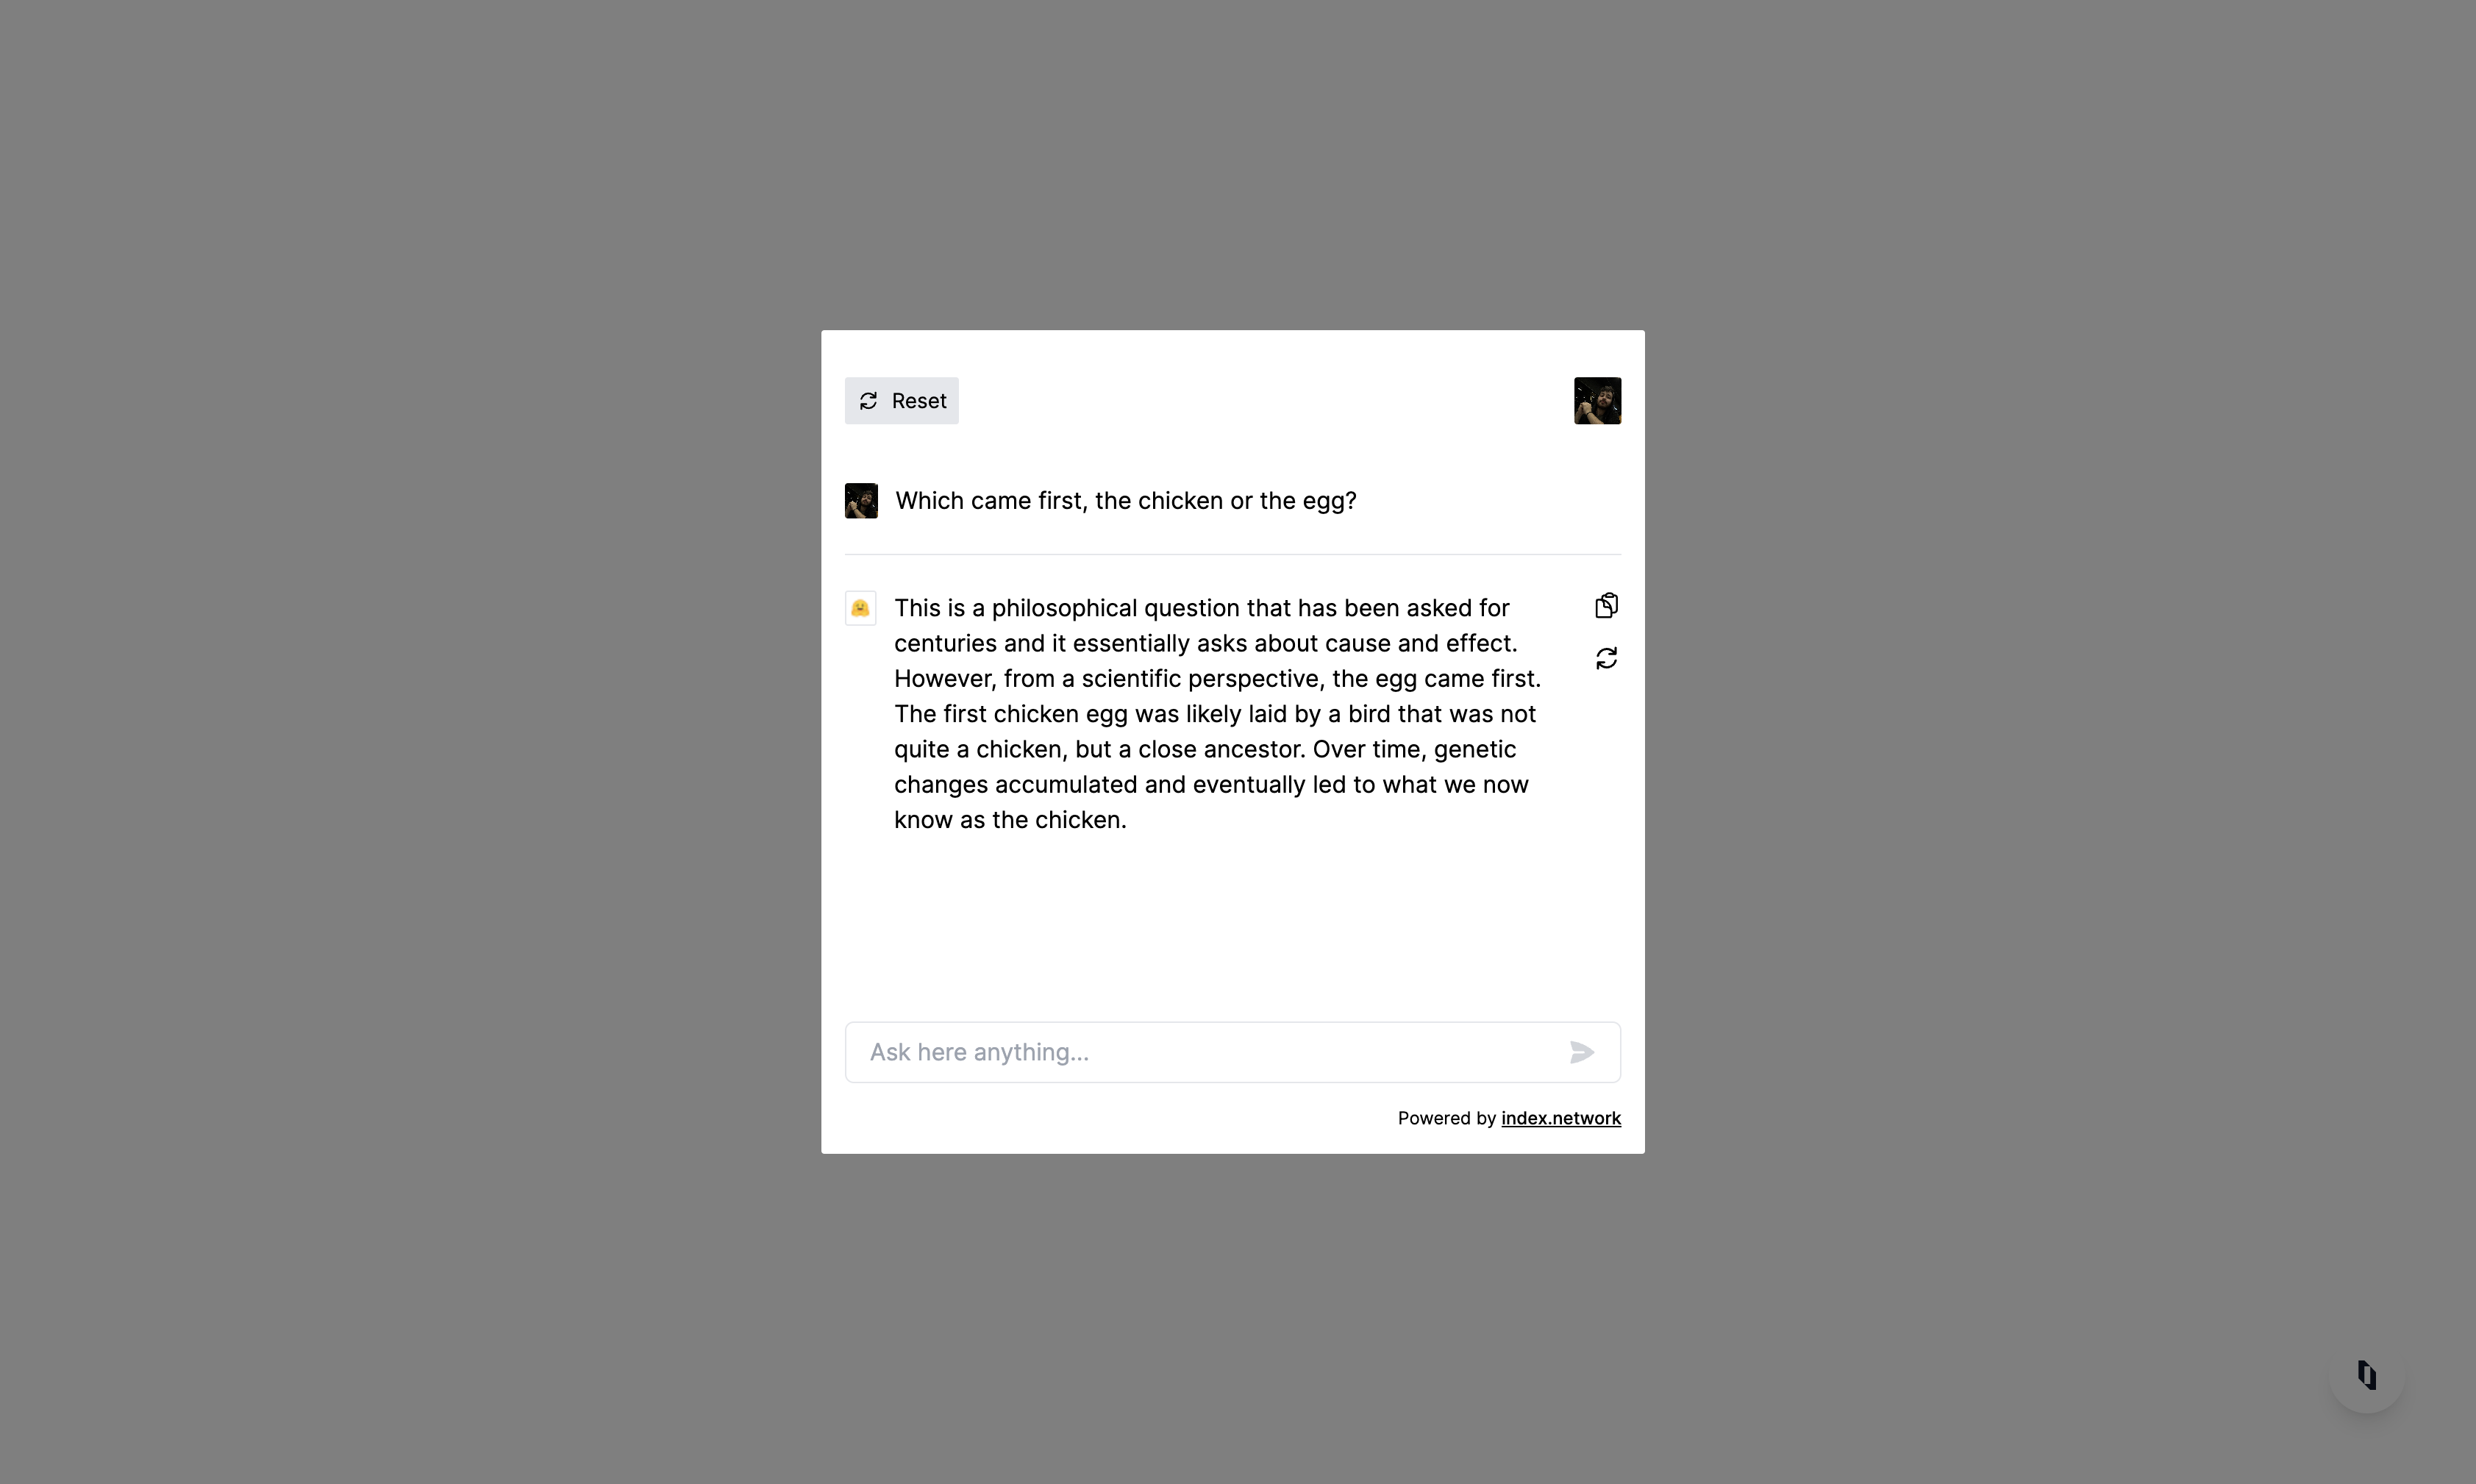 Reset
Which came first, the chicken or the egg?
This is a philosophical question that has been asked for
centuries and it essentially asks about cause and effect.
However, from a scientific perspective, the egg came first.
The first chicken egg was likely laid by a bird that was not
quite a chicken, but a close ancestor. Over time, genetic
changes accumulated and eventually led to what we now
know as the chicken.
Ask here anything...
Powered by index.network